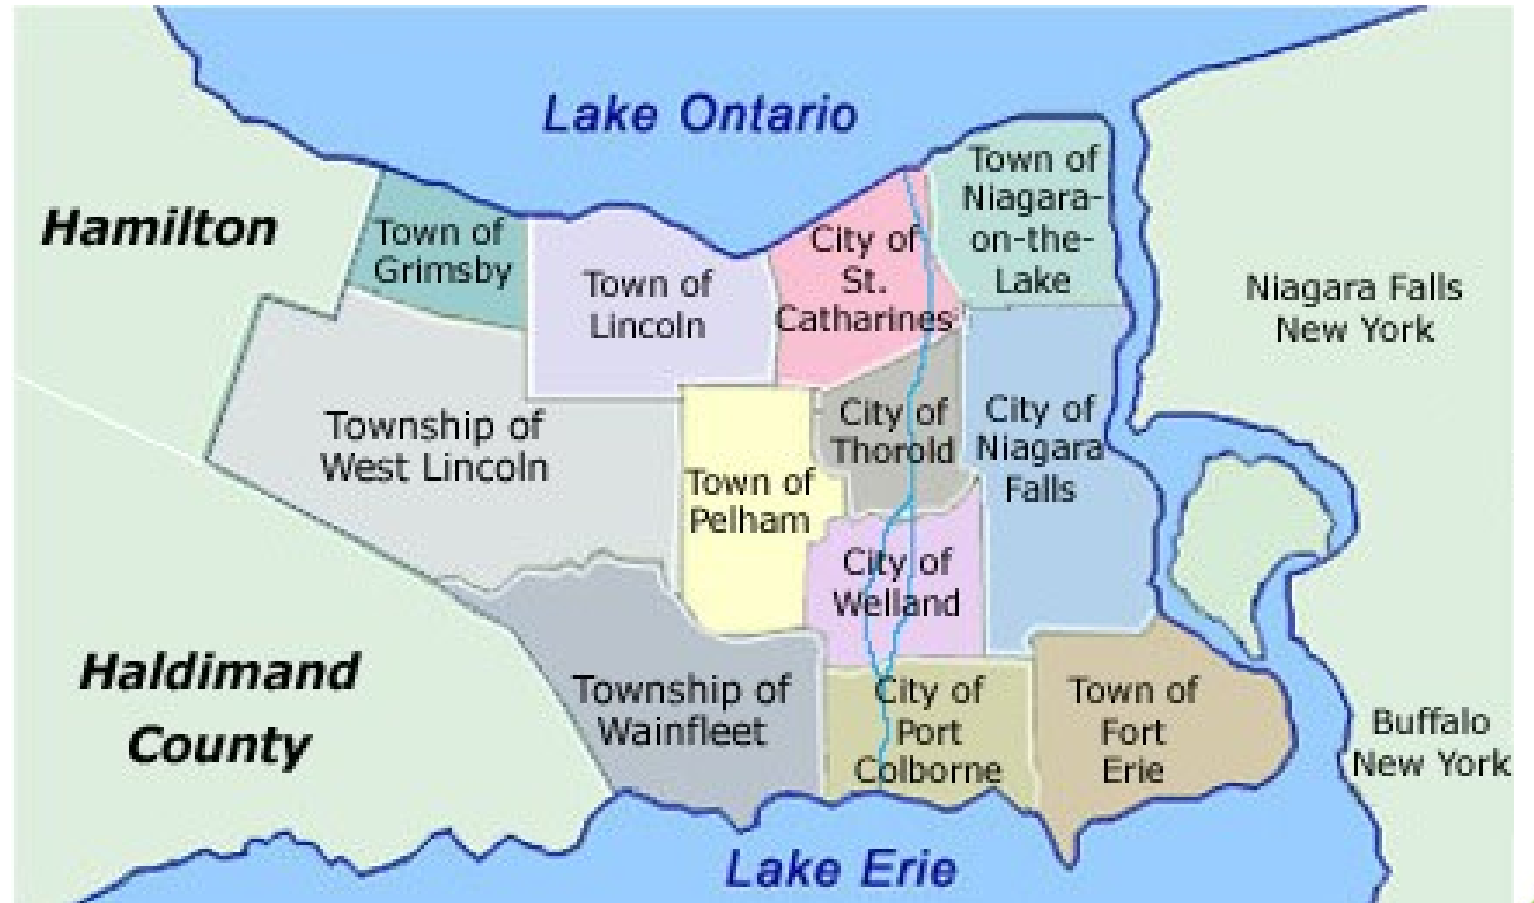 Lake Ontario
Hamilton
Town of
Grimsby
Town of
Lincoln
City of
St.
Catharines
Town of
Niagara-
on-the-
Lake
Niagara Falls
New York
Township of
West Lincoln
Town of
Pelham
City of
Thorold
City of
Niagara
Falls
City of
Welland
Haldimand
County
Township of
Wainfleet
City of
Port
Colborne
Town of
Fort
Erie
Buffalo
New York
Lake Erie